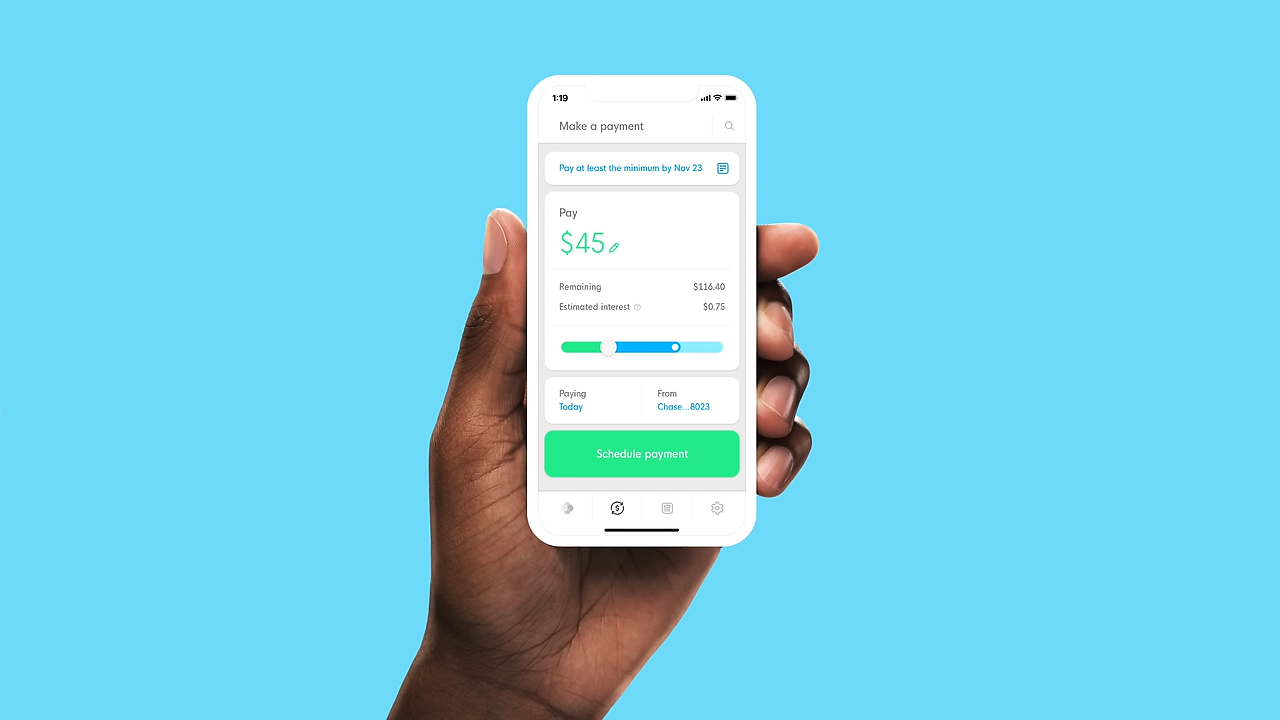 1:19
Make a payment
Pay at least the minimum by Nov 23
Pay
$45
Remaining $116.40
Estimated interest $0.75
Paying From
Today Chase...8023
Schedule payment